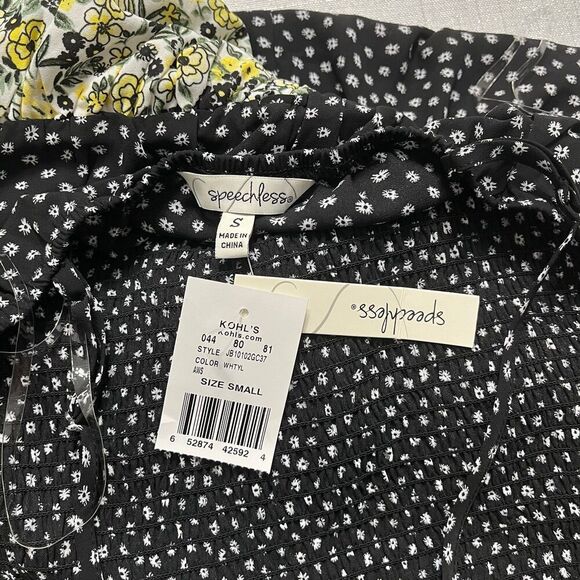 speechless®
S
MADE IN
CHINA
speechless®
KOHL'S
Kohls.com
044 80 81
STYLE JB10102GC37
COLOR WHTYL
AWS
SIZE SMALL
6 52874 42592 4